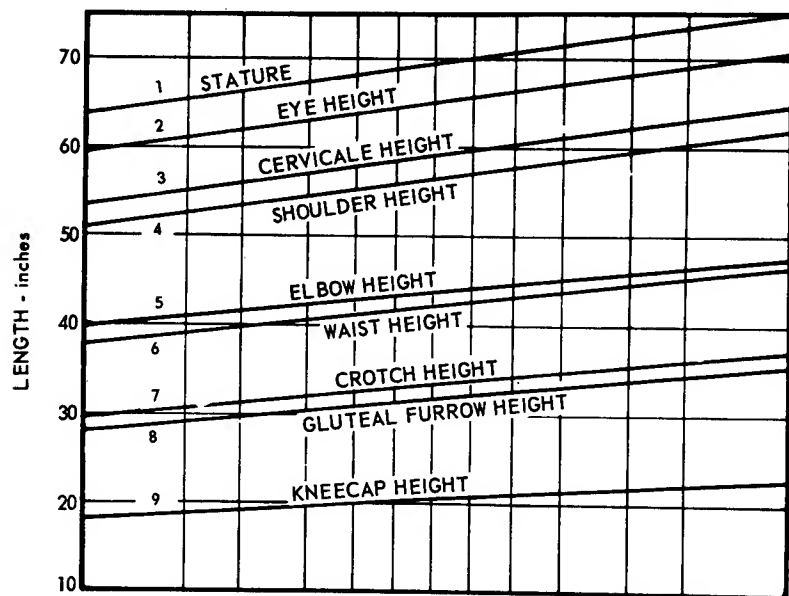 70
1 STATURE
2 EYE HEIGHT
60
3 CERVICALE HEIGHT
4 SHOULDER HEIGHT
50
5 ELBOW HEIGHT
40
6 WAIST HEIGHT
7 CROTCH HEIGHT
30
8 GLUTEAL FURROW HEIGHT
9 KNEECAP HEIGHT
20
10
LENGTH - inches